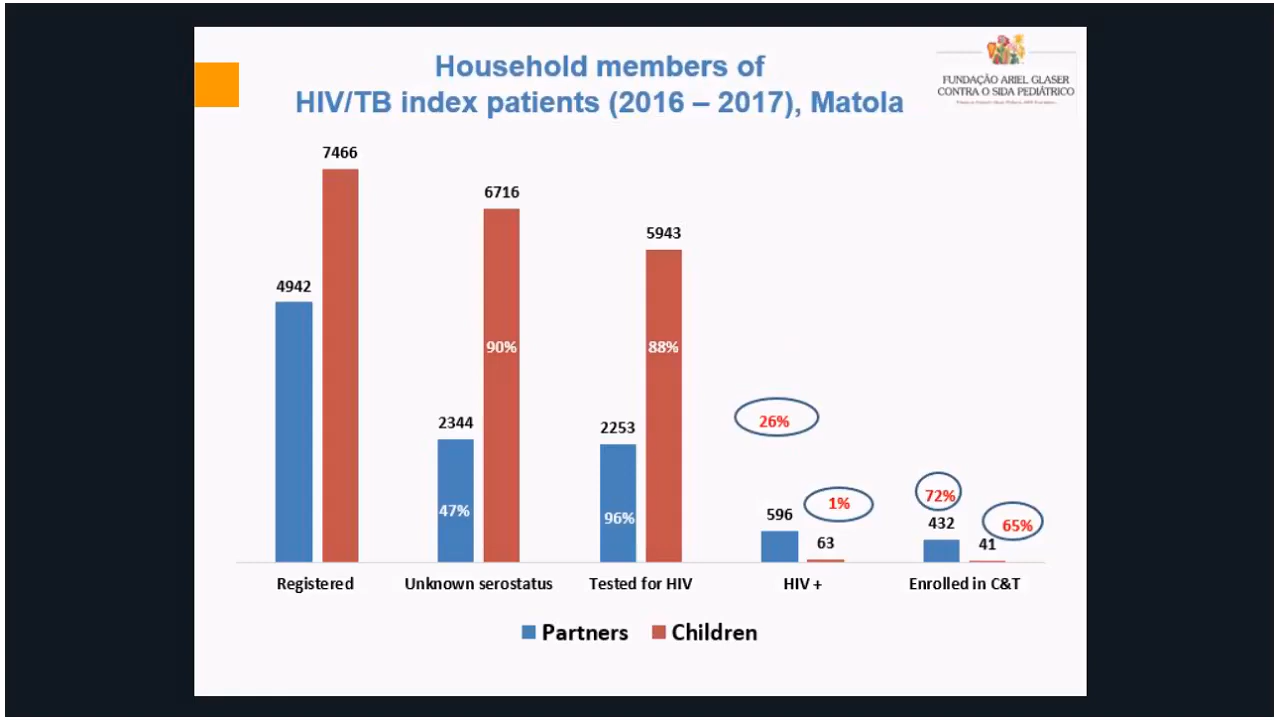 Household members of
HIV/TB index patients (2016 – 2017), Matola
FUNDAÇÃO ARIEL GLASER
CONTRA O SIDA PEDIÁTRICO
7466
6716
5943
4942
90%
88%
2344
2253
26%
47%
96%
596
1%
63
72%
432
65%
41
Registered
Unknown serostatus
Tested for HIV
HIV +
Enrolled in C&T
Partners
Children